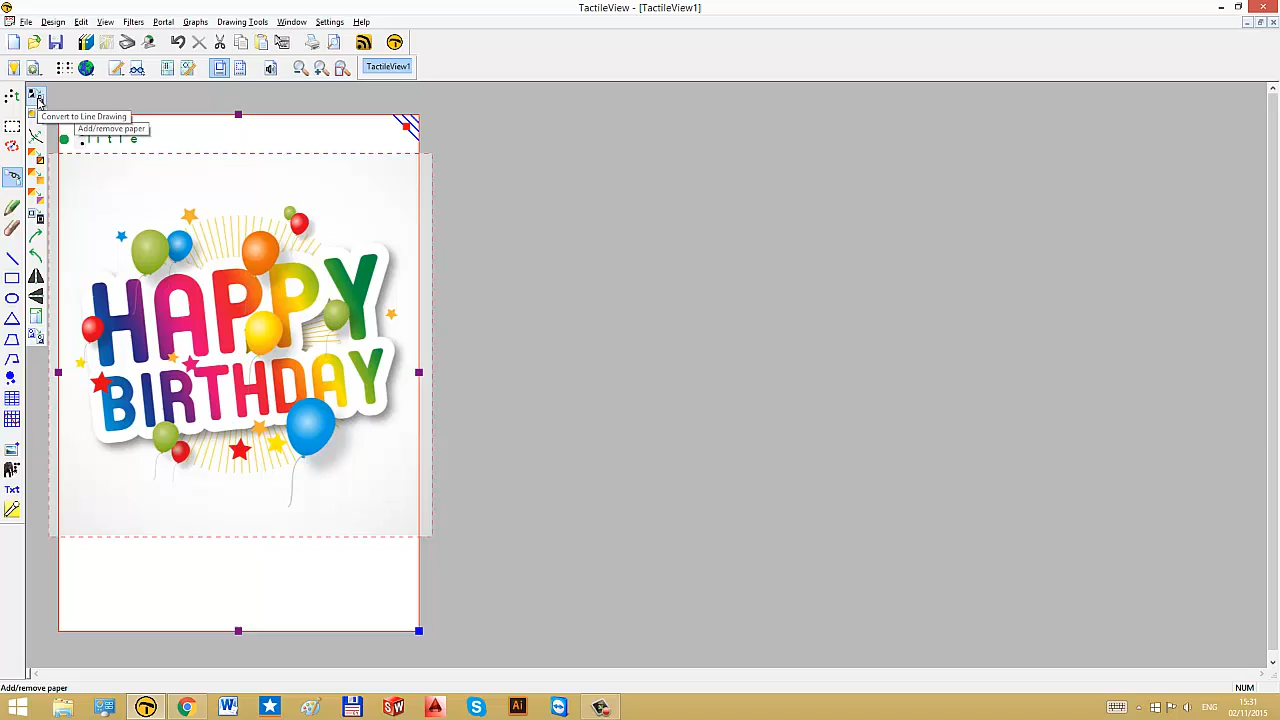 TactileView - [TactileView1]
File Design Edit View Filters Portal Graphs Drawing Tools Window Settings Help
TactileView1
Convert to Line Drawing
Add/remove paper
Title
HAPPY
BIRTHDAY
Txt
Add/remove paper
NUM
ENG
15:31
02/11/2015